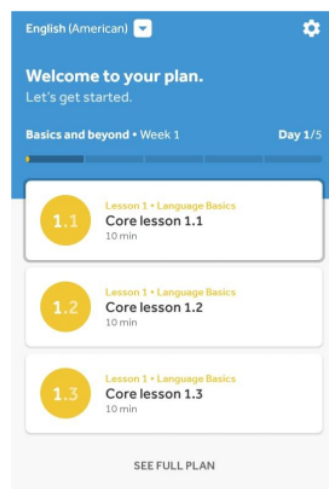 English (American)
Welcome to your plan.
Let's get started.
Basics and beyond • Week 1 Day 1/5
Lesson 1 • Language Basics
1.1 Core lesson 1.1
10 min
Lesson 1 • Language Basics
1.2 Core lesson 1.2
10 min
Lesson 1 • Language Basics
1.3 Core lesson 1.3
10 min
SEE FULL PLAN